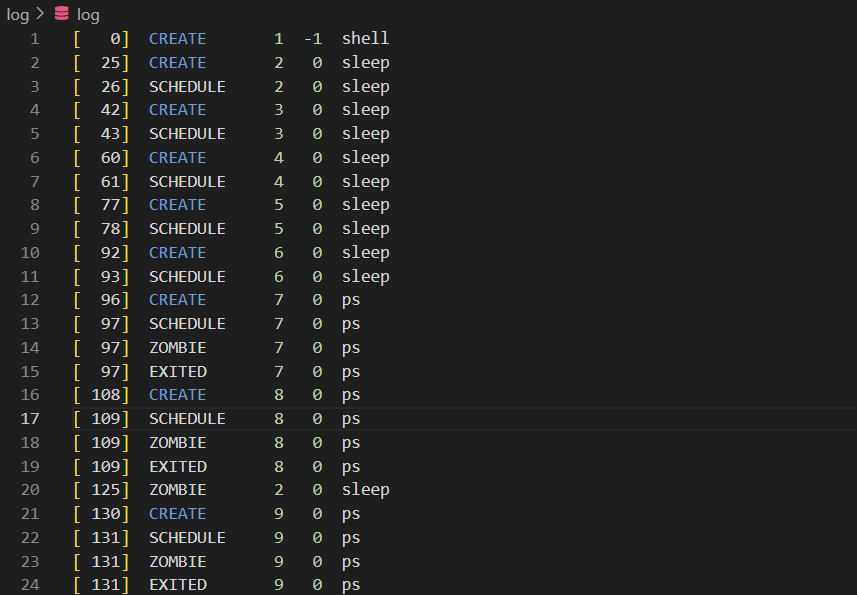 log > log
1 [ 0] CREATE 1 -1 shell
2 [ 25] CREATE 2 0 sleep
3 [ 26] SCHEDULE 2 0 sleep
4 [ 42] CREATE 3 0 sleep
5 [ 43] SCHEDULE 3 0 sleep
6 [ 60] CREATE 4 0 sleep
7 [ 61] SCHEDULE 4 0 sleep
8 [ 77] CREATE 5 0 sleep
9 [ 78] SCHEDULE 5 0 sleep
10 [ 92] CREATE 6 0 sleep
11 [ 93] SCHEDULE 6 0 sleep
12 [ 96] CREATE 7 0 ps
13 [ 97] SCHEDULE 7 0 ps
14 [ 97] ZOMBIE 7 0 ps
15 [ 97] EXITED 7 0 ps
16 [ 108] CREATE 8 0 ps
17 [ 109] SCHEDULE 8 0 ps
18 [ 109] ZOMBIE 8 0 ps
19 [ 109] EXITED 8 0 ps
20 [ 125] ZOMBIE 2 0 sleep
21 [ 130] CREATE 9 0 ps
22 [ 131] SCHEDULE 9 0 ps
23 [ 131] ZOMBIE 9 0 ps
24 [ 131] EXITED 9 0 ps